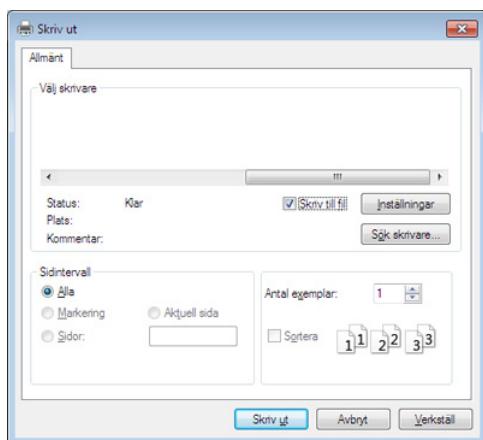 Skriv ut
Allmänt
Välj skrivare
Status: Klar
Plats:
Kommentar:
Skriv till fil
Inställningar
Sök skrivare...
Sidintervall
Alla
Markering
Aktuell sida
Sidor:
Antal exemplar: 1
Sortera
1 1 2 2 3 3
Skriv ut
Avbryt
Verkställ